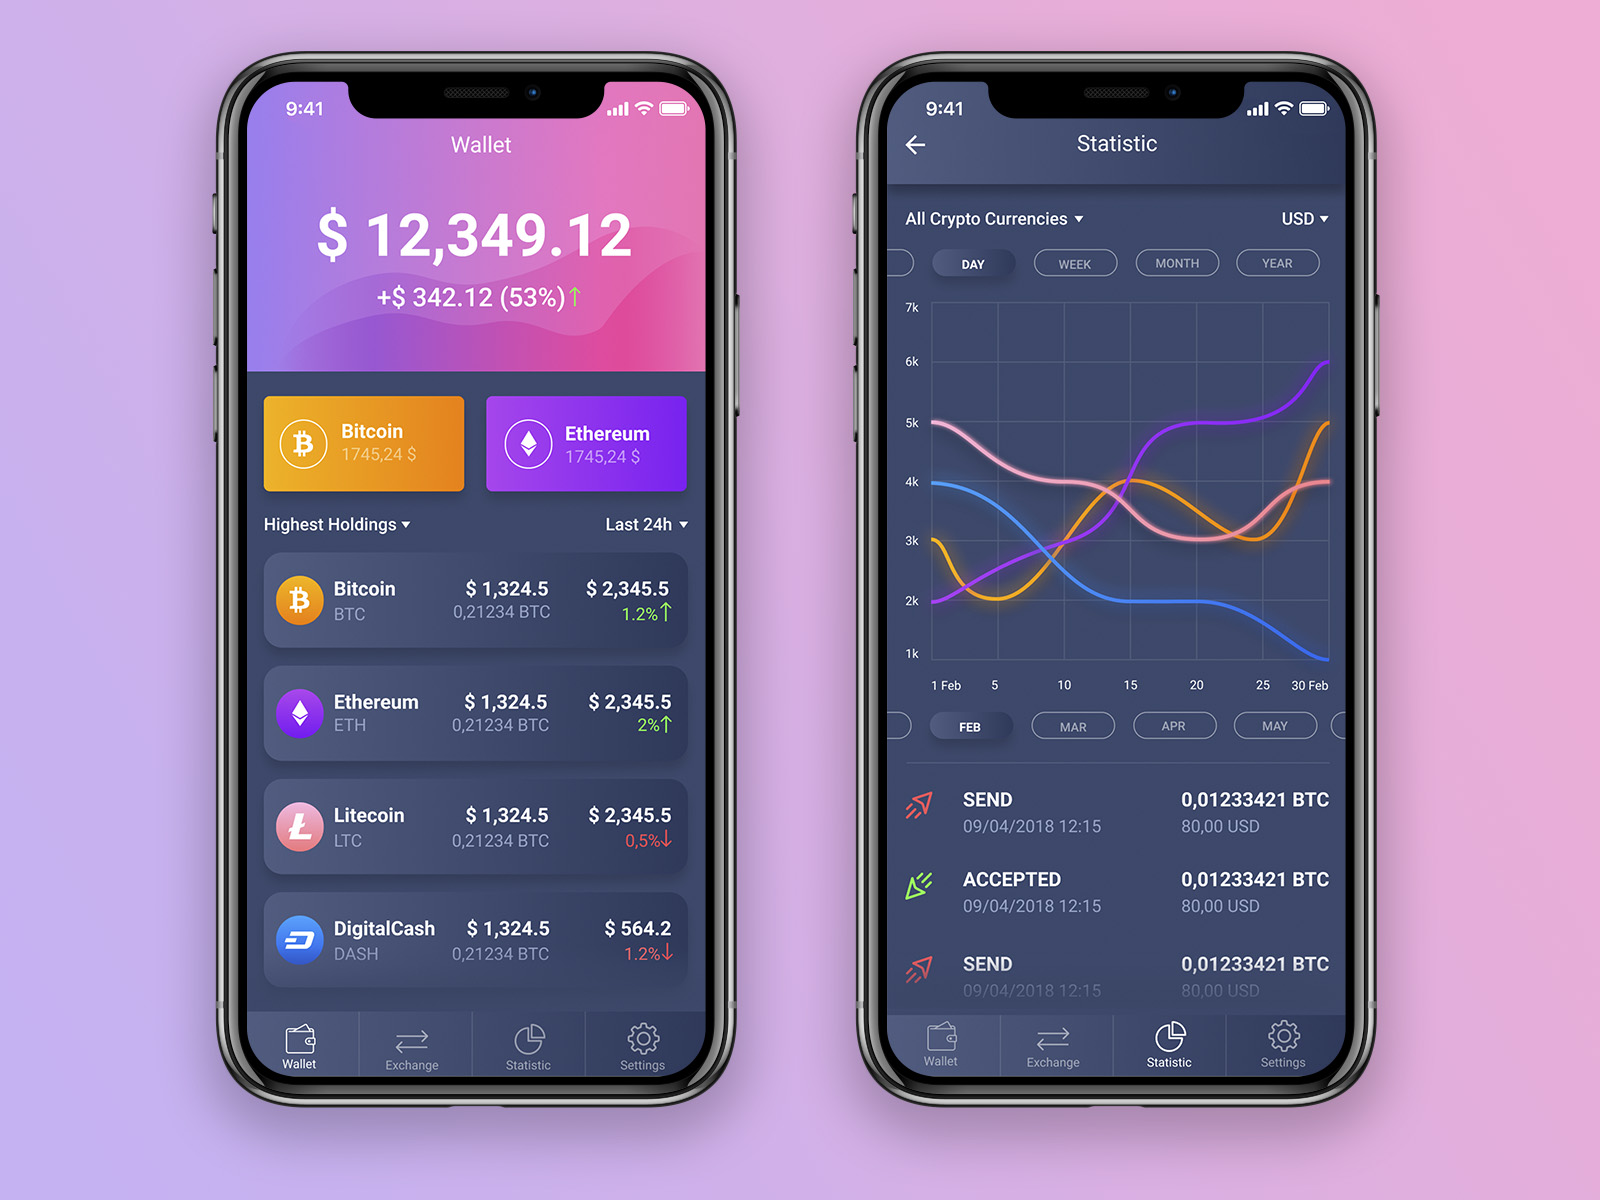 9:41
Wallet
$ 12,349.12
+$ 342.12 (53%)↑
Bitcoin
1745,24 $
Ethereum
1745,24 $
Highest Holdings ▾ Last 24h ▾
Bitcoin $ 1,324.5 $ 2,345.5
BTC 0,21234 BTC 1.2%↑
Ethereum $ 1,324.5 $ 2,345.5
ETH 0,21234 BTC 2%↑
Litecoin $ 1,324.5 $ 2,345.5
LTC 0,21234 BTC 0,5%↓
DigitalCash $ 1,324.5 $ 564.2
DASH 0,21234 BTC 1.2%↓
Wallet Exchange Statistic Settings
9:41
Statistic
All Crypto Currencies ▾ USD ▾
DAY WEEK MONTH YEAR
7k
6k
5k
4k
3k
2k
1k
1 Feb 5 10 15 20 25 30 Feb
FEB MAR APR MAY
SEND 0,01233421 BTC
09/04/2018 12:15 80,00 USD
ACCEPTED 0,01233421 BTC
09/04/2018 12:15 80,00 USD
SEND 0,01233421 BTC
09/04/2018 12:15 80,00 USD
Wallet Exchange Statistic Settings